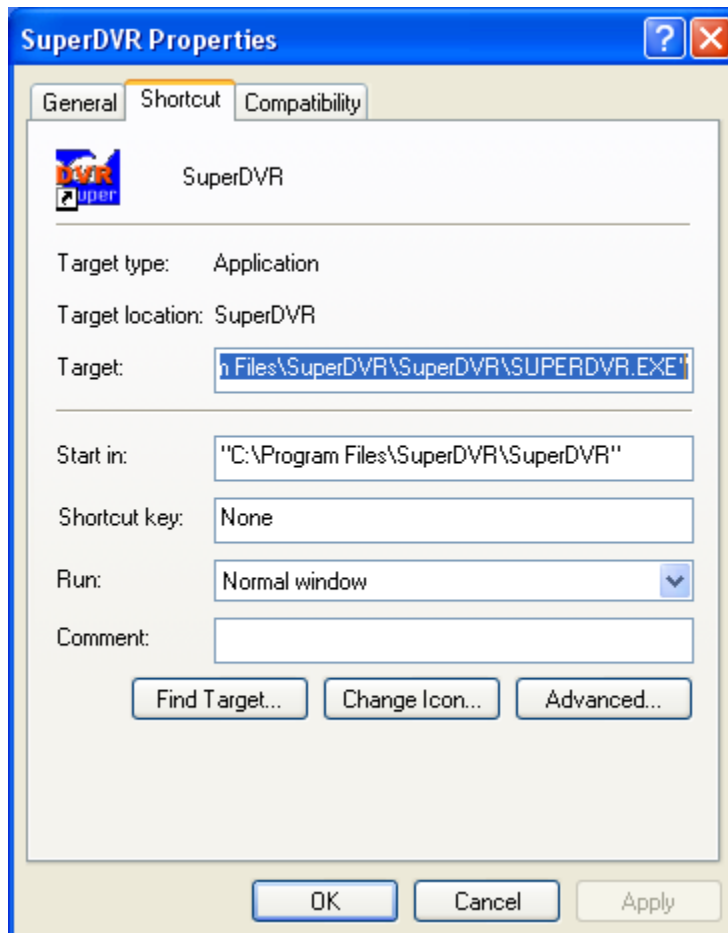 SuperDVR Properties
General Shortcut Compatibility
DVR
Super
SuperDVR
Target type: Application
Target location: SuperDVR
Target: n Files\SuperDVR\SuperDVR\SUPERDVR.EXE"
Start in: "C:\Program Files\SuperDVR\SuperDVR"
Shortcut key: None
Run: Normal window
Comment:
Find Target... Change Icon... Advanced...
OK Cancel Apply